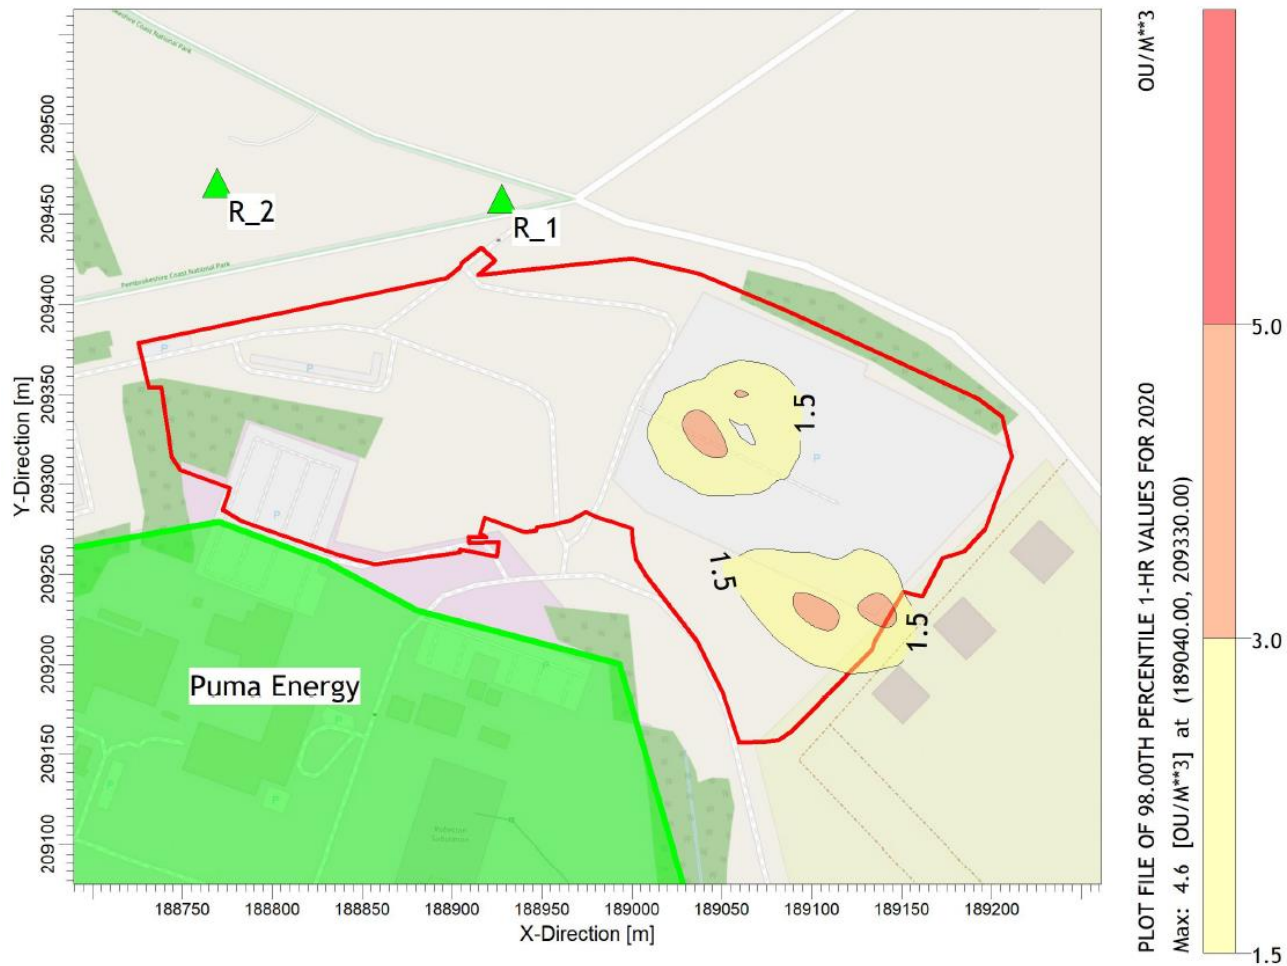 Pembrokeshire Coast National Park
R_2
R_1
Pembrokeshire Coast National Park
P
P
P
P
P
P
P
1.5
1.5
1.5
Puma Energy
209500
209450
209400
209350
209300
209250
209200
209150
209100
Y-Direction [m]
188750 188800 188850 188900 188950 189000 189050 189100 189150 189200
X-Direction [m]
PLOT FILE OF 98.00TH PERCENTILE 1-HR VALUES FOR 2020 OU/M**3
Max: 4.6 [OU/M**3] at (189040.00, 209330.00)
5.0
3.0
1.5